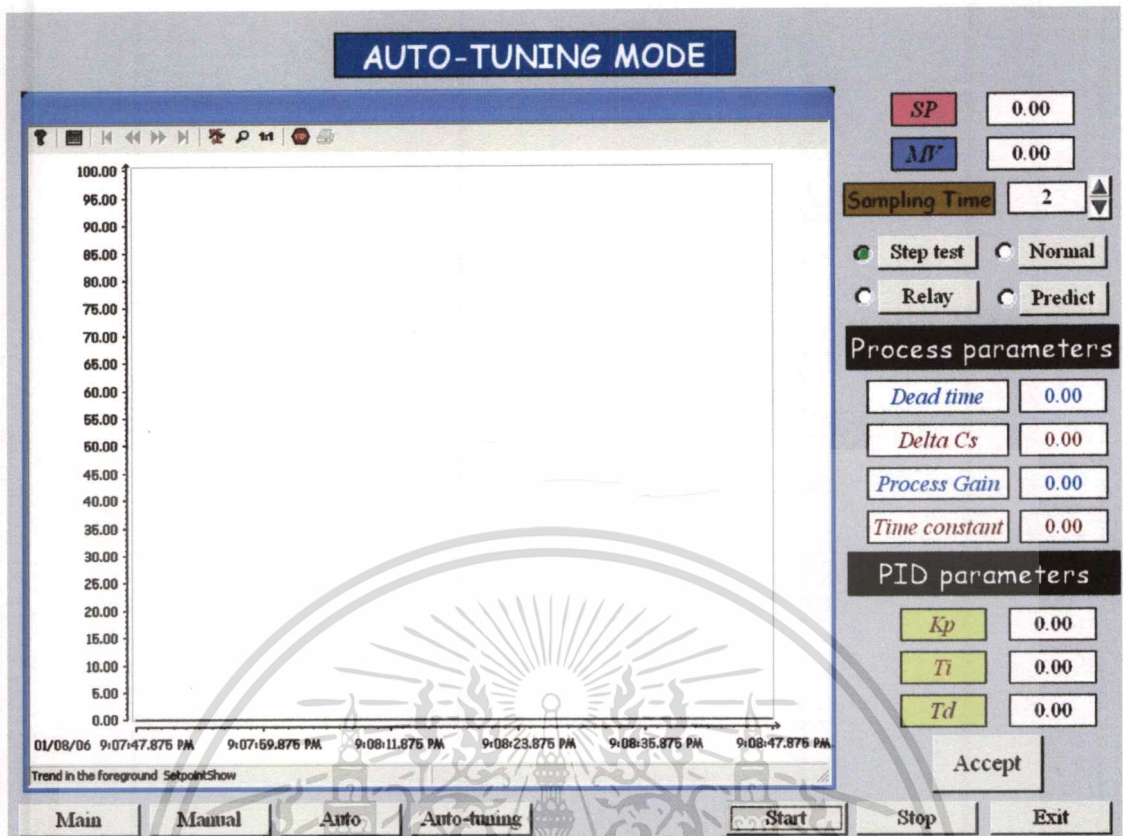 AUTO-TUNING MODE
SP 0.00
MV 0.00
Sampling Time 2
Step test Normal
Relay Predict
Process parameters
Dead time 0.00
Delta Cs 0.00
Process Gain 0.00
Time constant 0.00
PID parameters
Kp 0.00
Ti 0.00
Td 0.00
Accept
1:1 STOP
100.00
95.00
90.00
85.00
80.00
75.00
70.00
65.00
60.00
55.00
50.00
45.00
40.00
35.00
30.00
25.00
20.00
15.00
10.00
5.00
0.00
01/08/06 9:07:47.875 PM 9:07:59.875 PM 9:08:11.875 PM 9:08:23.875 PM 9:08:35.875 PM 9:08:47.875 PM
Trend in the foreground SetpointShow
Main Manual Auto Auto-tuning Start Stop Exit